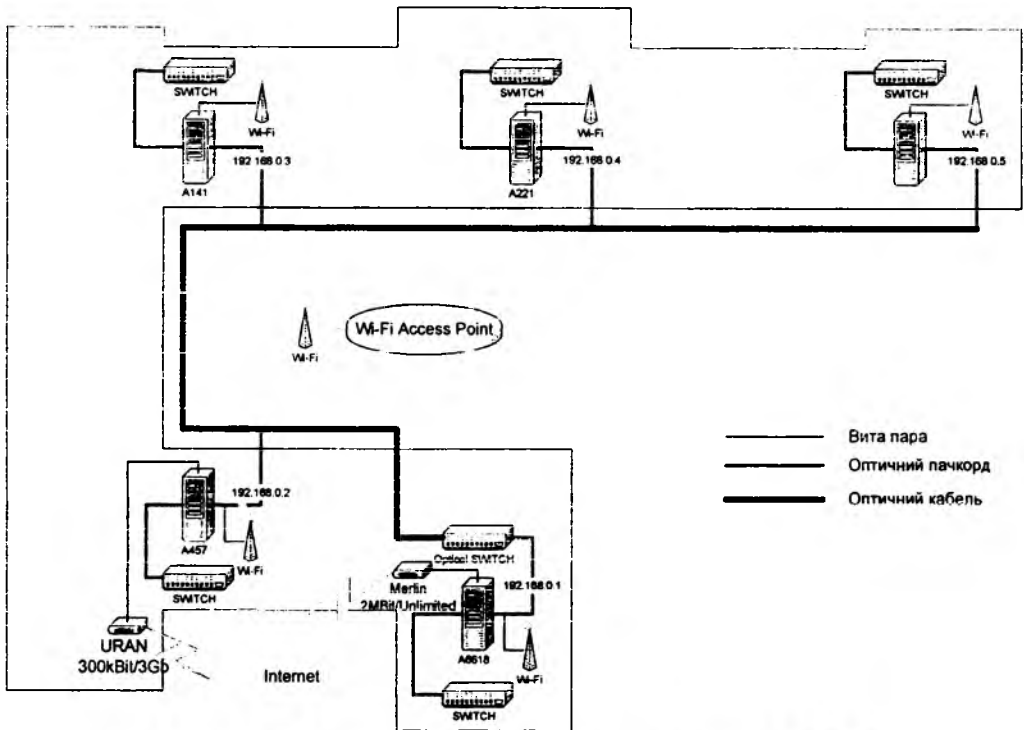 SWITCH
Wi-Fi
192.168.0.3
A141
SWITCH
Wi-Fi
192.168.0.4
A221
SWITCH
Wi-Fi
192.168.0.5
Wi-Fi Access Point
Wi-Fi
Вита пара
Оптичний пачкорд
Оптичний кабель
192.168.0.2
A457
Wi-Fi
SWITCH
URAN
300kBit/3Gb
Internet
Optical SWITCH
Merlin
2MBit/Unlimited
192.168.0.1
A6618
Wi-Fi
SWITCH